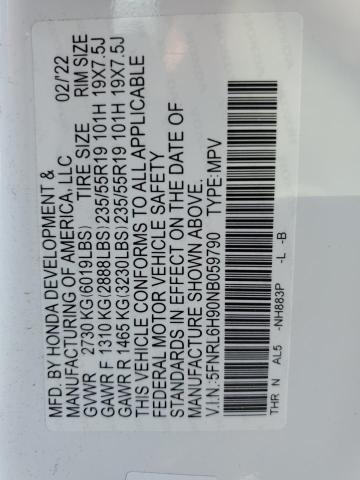 MFD. BY HONDA DEVELOPMENT & 02/'22
MANUFACTURING OF AMERICA, LLC
GVWR 2730 KG(6019LBS) TIRE SIZE RIM SIZE
GAWR F 1310 KG(2888LBS)235/55R19 101H 19X7.5J
GAWR R 1465 KG(3230LBS)235/55R19 101H 19X7.5J
THIS VEHICLE CONFORMS TO ALL APPLICABLE
FEDERAL MOTOR VEHICLE SAFETY
STANDARDS IN EFFECT ON THE DATE OF
MANUFACTURE SHOWN ABOVE.
V.I.N.:5FNRL6H90NB059790 TYPE:MPV
THR N AL5 -NH883P -L -B